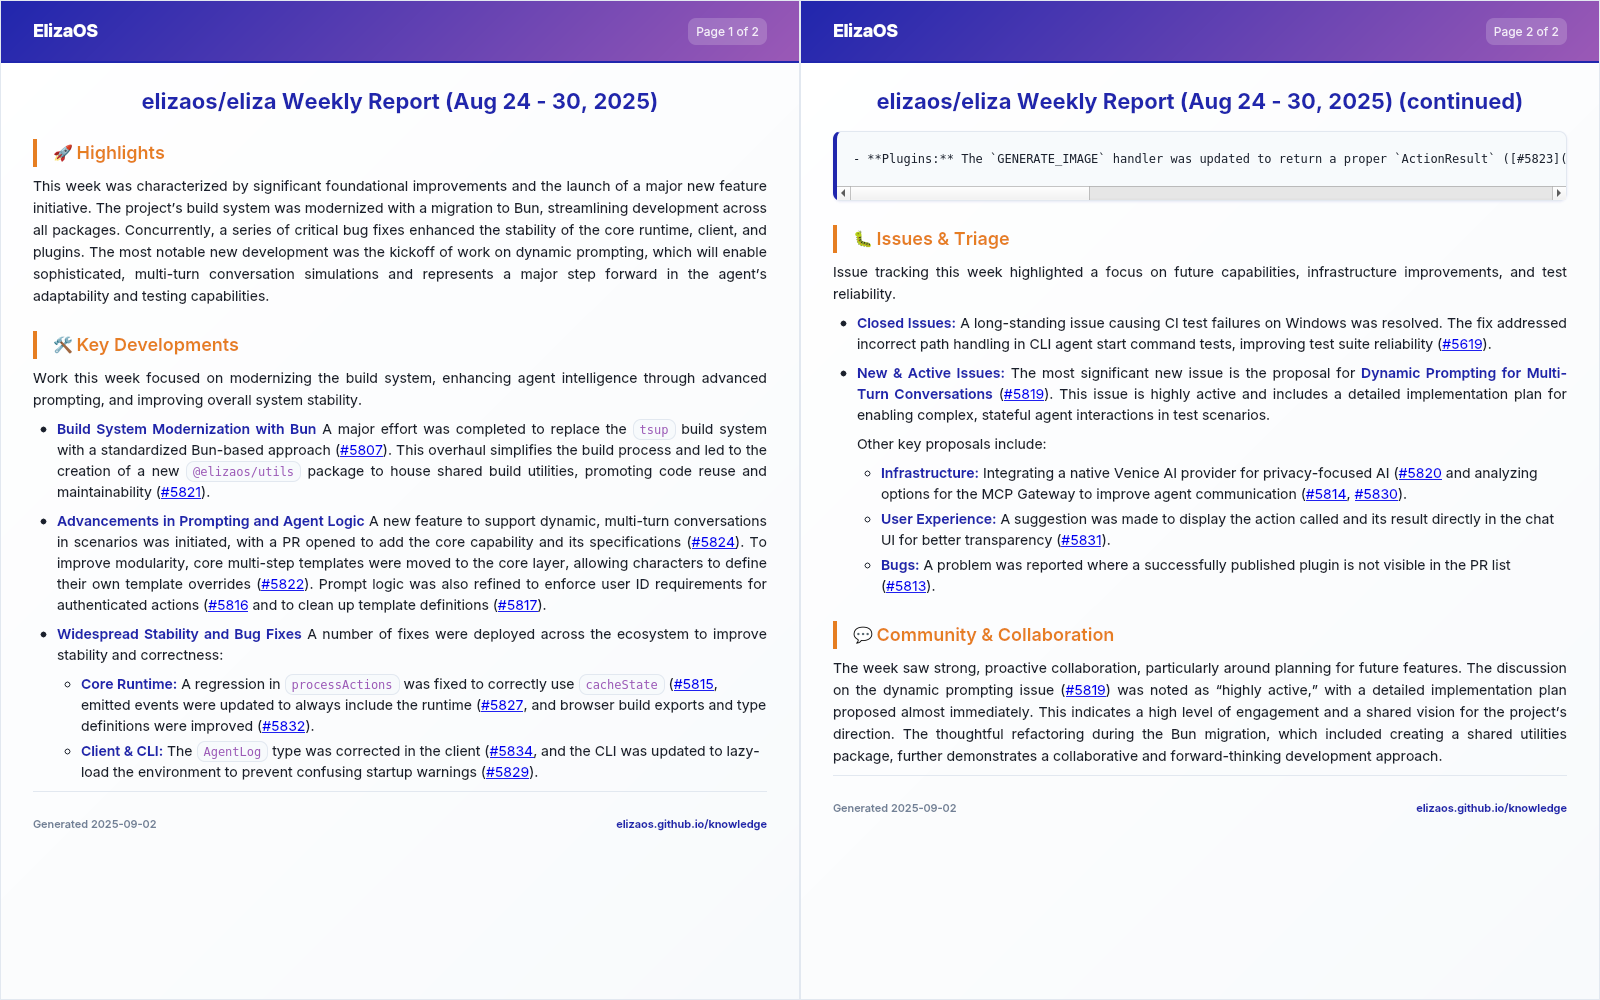 ElizaOS
Page 1 of 2
elizaos/eliza Weekly Report (Aug 24 - 30, 2025)
🚀 Highlights
This week was characterized by significant foundational improvements and the launch of a major new feature
initiative. The project's build system was modernized with a migration to Bun, streamlining development across
all packages. Concurrently, a series of critical bug fixes enhanced the stability of the core runtime, client, and
plugins. The most notable new development was the kickoff of work on dynamic prompting, which will enable
sophisticated, multi-turn conversation simulations and represents a major step forward in the agent's
adaptability and testing capabilities.
🛠️ Key Developments
Work this week focused on modernizing the build system, enhancing agent intelligence through advanced
prompting, and improving overall system stability.
• Build System Modernization with Bun A major effort was completed to replace the tsup build system
with a standardized Bun-based approach (#5807). This overhaul simplifies the build process and led to the
creation of a new @elizaos/utils package to house shared build utilities, promoting code reuse and
maintainability (#5821).
• Advancements in Prompting and Agent Logic A new feature to support dynamic, multi-turn conversations
in scenarios was initiated, with a PR opened to add the core capability and its specifications (#5824). To
improve modularity, core multi-step templates were moved to the core layer, allowing characters to define
their own template overrides (#5822). Prompt logic was also refined to enforce user ID requirements for
authenticated actions (#5816 and to clean up template definitions (#5817).
• Widespread Stability and Bug Fixes A number of fixes were deployed across the ecosystem to improve
stability and correctness:
◦ Core Runtime: A regression in processActions was fixed to correctly use cacheState (#5815,
emitted events were updated to always include the runtime (#5827, and browser build exports and type
definitions were improved (#5832).
◦ Client & CLI: The AgentLog type was corrected in the client (#5834, and the CLI was updated to lazy-
load the environment to prevent confusing startup warnings (#5829).
Generated 2025-09-02
elizaos.github.io/knowledge
ElizaOS
Page 2 of 2
elizaos/eliza Weekly Report (Aug 24 - 30, 2025) (continued)
- **Plugins:** The `GENERATE_IMAGE` handler was updated to return a proper `ActionResult` ([#5823](
🐛 Issues & Triage
Issue tracking this week highlighted a focus on future capabilities, infrastructure improvements, and test
reliability.
• Closed Issues: A long-standing issue causing CI test failures on Windows was resolved. The fix addressed
incorrect path handling in CLI agent start command tests, improving test suite reliability (#5619).
• New & Active Issues: The most significant new issue is the proposal for Dynamic Prompting for Multi-
Turn Conversations (#5819). This issue is highly active and includes a detailed implementation plan for
enabling complex, stateful agent interactions in test scenarios.
Other key proposals include:
◦ Infrastructure: Integrating a native Venice AI provider for privacy-focused AI (#5820 and analyzing
options for the MCP Gateway to improve agent communication (#5814, #5830).
◦ User Experience: A suggestion was made to display the action called and its result directly in the chat
UI for better transparency (#5831).
◦ Bugs: A problem was reported where a successfully published plugin is not visible in the PR list
(#5813).
💬 Community & Collaboration
The week saw strong, proactive collaboration, particularly around planning for future features. The discussion
on the dynamic prompting issue (#5819) was noted as “highly active,” with a detailed implementation plan
proposed almost immediately. This indicates a high level of engagement and a shared vision for the project's
direction. The thoughtful refactoring during the Bun migration, which included creating a shared utilities
package, further demonstrates a collaborative and forward-thinking development approach.
Generated 2025-09-02
elizaos.github.io/knowledge